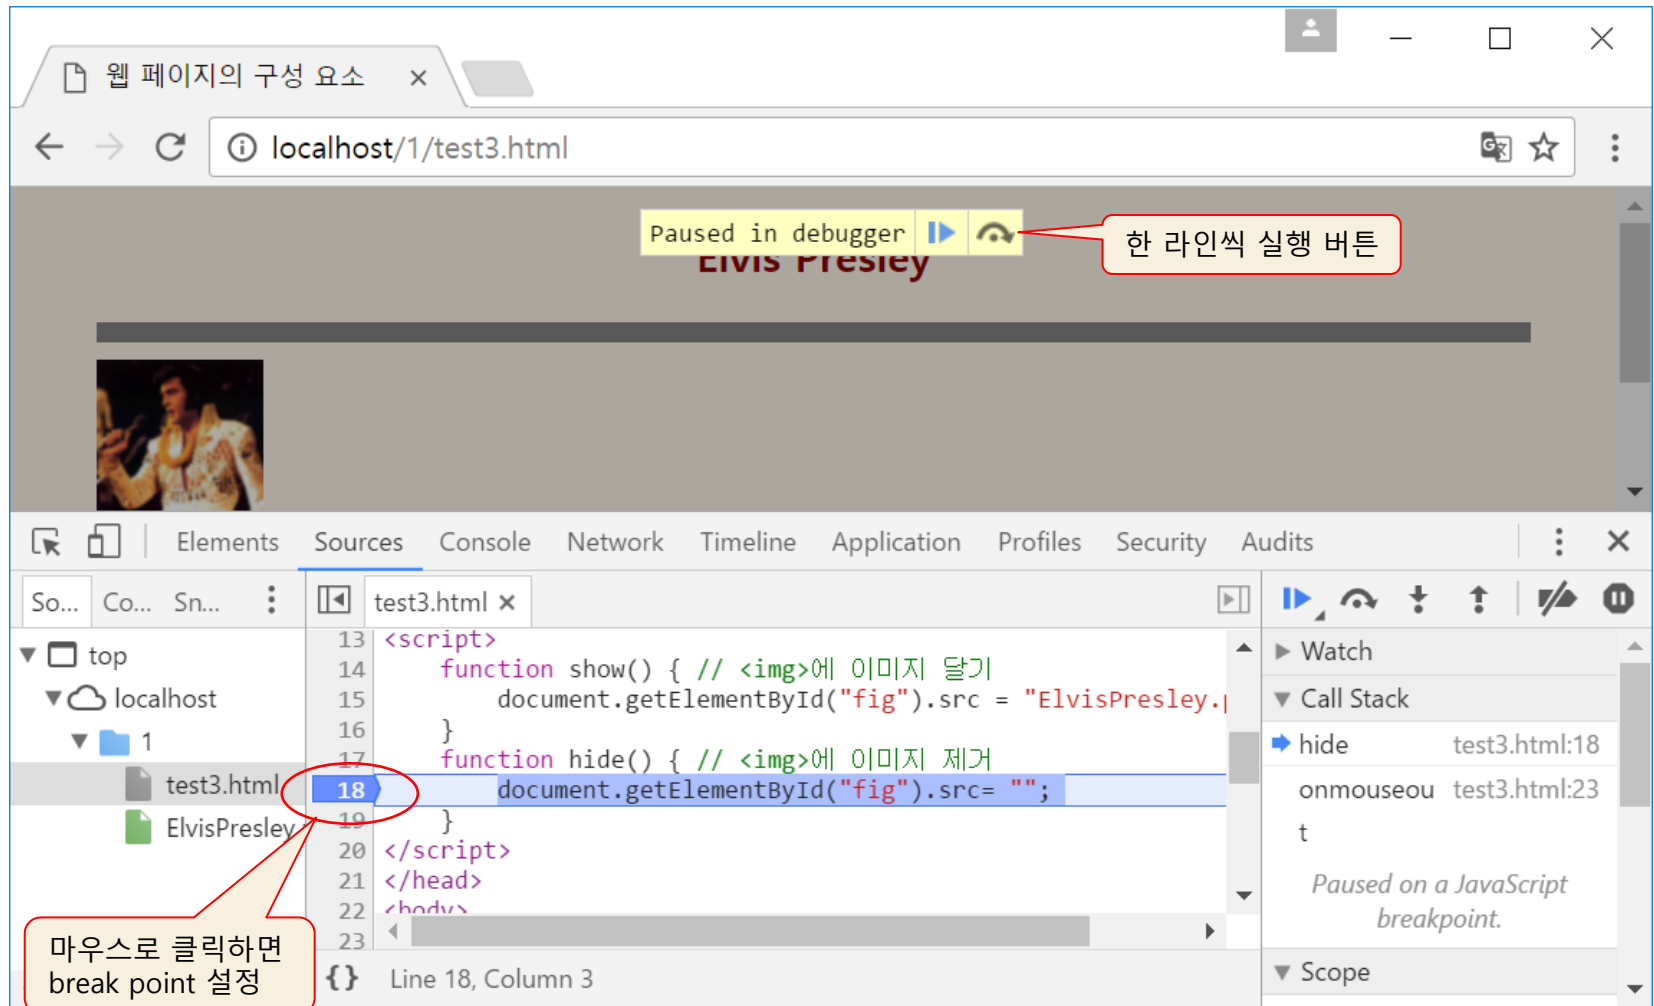 웹 페이지의 구성 요소
localhost/1/test3.html
Paused in debugger
한 라인씩 실행 버튼
Elvis Presley
Elements Sources Console Network Timeline Application Profiles Security Audits
So... Co... Sn...
test3.html
top
localhost
1
test3.html
ElvisPresley
13 <script>
14 function show() { // <img>에 이미지 달기
15 document.getElementById("fig").src = "ElvisPresley.
16 }
17 function hide() { // <img>에 이미지 제거
18 document.getElementById("fig").src= "";
19 }
20 </script>
21 </head>
22 <body>
23
{} Line 18, Column 3
마우스로 클릭하면
break point 설정
Watch
Call Stack
hide test3.html:18
onmouseou test3.html:23
t
Paused on a JavaScript
breakpoint.
Scope